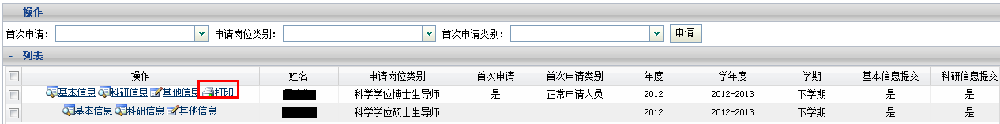 - 操作
首次申请： 申请岗位类别： 首次申请类别： 申请
- 列表
操作 姓名 申请岗位类别 首次申请 首次申请类别 年度 学年度 学期 基本信息提交 科研信息提交
基本信息 科研信息 其他信息 打印 科学学位博士生导师 是 正常申请人员 2012 2012-2013 下学期 是 是
基本信息 科研信息 其他信息 科学学位硕士生导师 2012 2012-2013 下学期 是 是